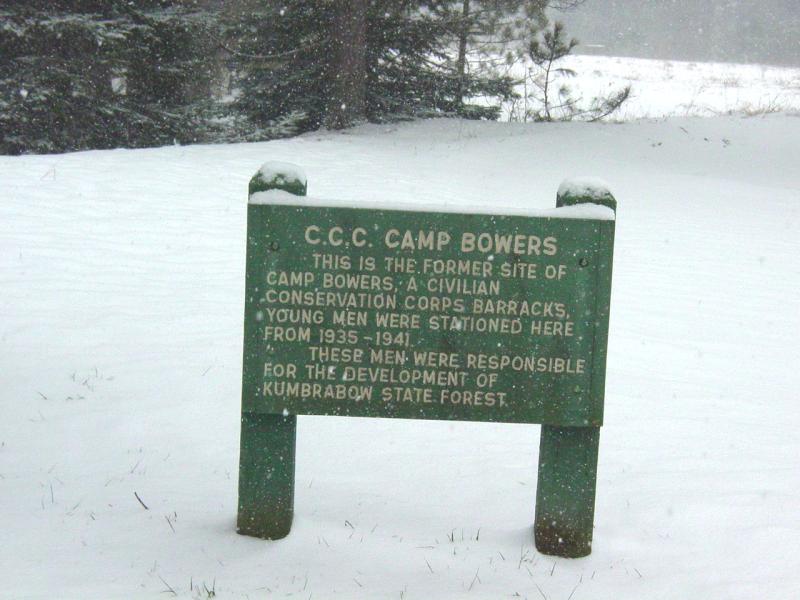 C.C.C. CAMP BOWERS
THIS IS THE FORMER SITE OF
CAMP BOWERS, A CIVILIAN
CONSERVATION CORPS BARRACKS.
YOUNG MEN WERE STATIONED HERE
FROM 1935-1941.
THESE MEN WERE RESPONSIBLE
FOR THE DEVELOPMENT OF
KUMBRABOW STATE FOREST.